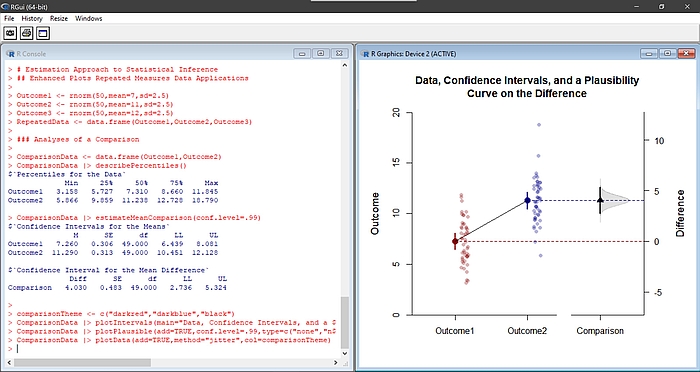 RGui (64-bit)
File History Resize Windows
R Console
> # Estimation Approach to Statistical Inference
> ## Enhanced Plots Repeated Measures Data Applications
>
> Outcome1 <- rnorm(50,mean=7,sd=2.5)
> Outcome2 <- rnorm(50,mean=11,sd=2.5)
> Outcome3 <- rnorm(50,mean=12,sd=2.5)
> RepeatedData <- data.frame(Outcome1,Outcome2,Outcome3)
>
> ### Analyses of a Comparison
>
> ComparisonData <- data.frame(Outcome1,Outcome2)
> ComparisonData |> describePercentiles()
$`Percentiles for the Data`
Min 25% 50% 75% Max
Outcome1 3.158 5.727 7.310 8.660 11.845
Outcome2 5.866 9.859 11.238 12.728 18.790
> ComparisonData |> estimateMeanComparison(conf.level=.99)
$`Confidence Intervals for the Means`
M SE df LL UL
Outcome1 7.260 0.306 49.000 6.439 8.081
Outcome2 11.290 0.313 49.000 10.451 12.128
$`Confidence Interval for the Mean Difference`
Diff SE df LL UL
Comparison 4.030 0.483 49.000 2.736 5.324
>
> comparisonTheme <- c("darkred","darkblue","black")
> ComparisonData |> plotIntervals(main="Data, Confidence Intervals, and a $
> ComparisonData |> plotPlausible(add=TRUE,conf.level=.99,type=c("none","n$
> ComparisonData |> plotData(add=TRUE,method="jitter",col=comparisonTheme)
>
R Graphics: Device 2 (ACTIVE)
Data, Confidence Intervals, and a Plausibility
Curve on the Difference
Outcome
20
15
10
5
0
Outcome1 Outcome2 Comparison
10
5
0
-5
Difference